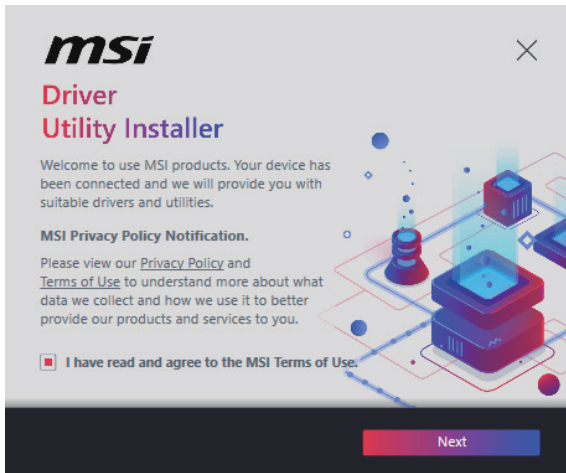 msi
Driver
Utility Installer
Welcome to use MSI products. Your device has
been connected and we will provide you with
suitable drivers and utilities.
MSI Privacy Policy Notification.
Please view our Privacy Policy and
Terms of Use to understand more about what
data we collect and how we use it to better
provide our products and services to you.
I have read and agree to the MSI Terms of Use.
Next